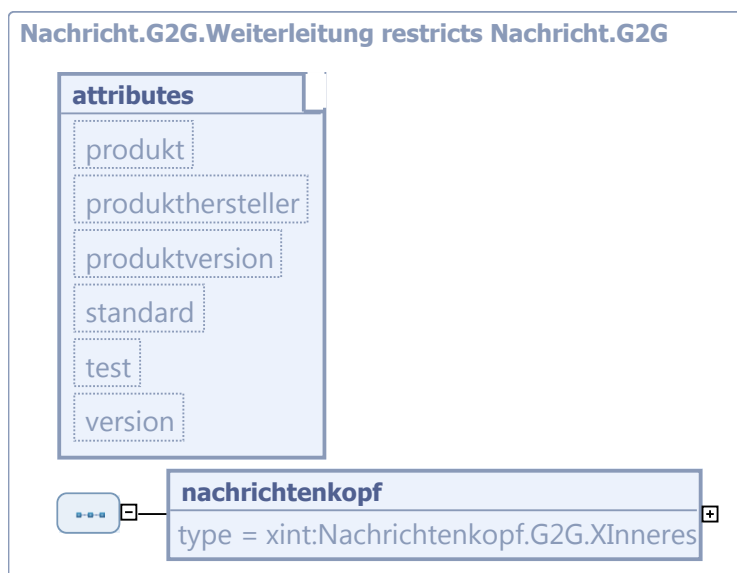 Nachricht.G2G.Weiterleitung restricts Nachricht.G2G
attributes
produkt
produkthersteller
produktversion
standard
test
version
nachrichtenkopf
type = xint:Nachrichtenkopf.G2G.XInneres